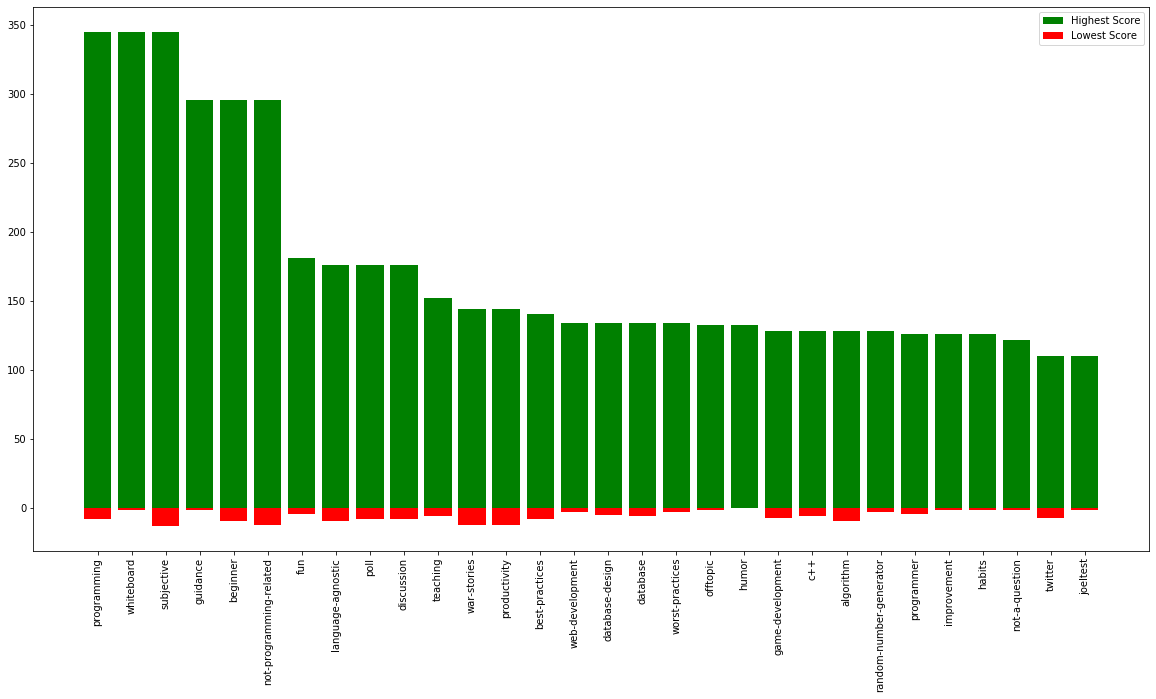 Highest Score
Lowest Score
350
300
250
200
150
100
50
0
programming
whiteboard
subjective
guidance
beginner
not-programming-related
fun
language-agnostic
poll
discussion
teaching
war-stories
productivity
best-practices
web-development
database-design
database
worst-practices
offtopic
humor
game-development
c++
algorithm
random-number-generator
programmer
improvement
habits
not-a-question
twitter
joeltest